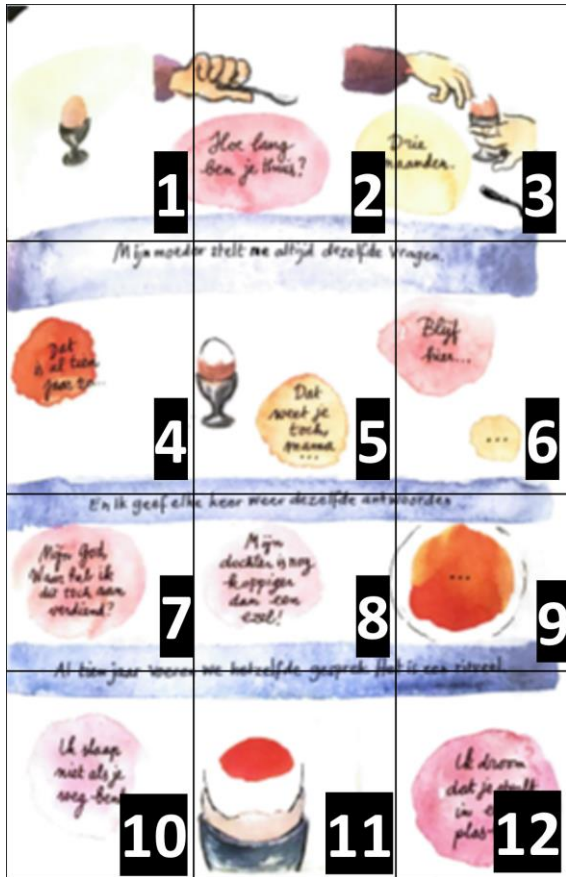 Hoe lang
ben je thuis?
1
2
Drie
maanden.
3
Mijn moeder stelt me altijd dezelfde vragen.
Dat
is al tien
jaar zo...
4
Dat
weet je
toch,
mama
...
5
Blijf
hier...
...
6
En ik geef elke keer weer dezelfde antwoorden
Mijn God,
Waar heb ik
dit toch aan
verdiend?
7
Mijn
dochter is nog
koppiger
dan een
ezel!
8
...
9
Al tien jaar voeren we hetzelfde gesprek. Het is een ritueel.
Ik slaap
niet als je
weg bent
10
11
Ik droom
dat je
in
12